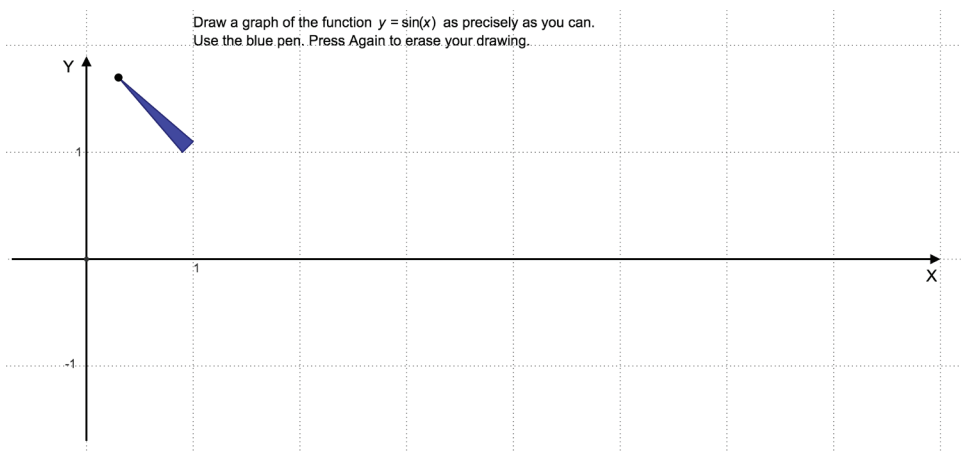 Draw a graph of the function y = sin(x) as precisely as you can.
Use the blue pen. Press Again to erase your drawing.
Y
1
1
X
-1